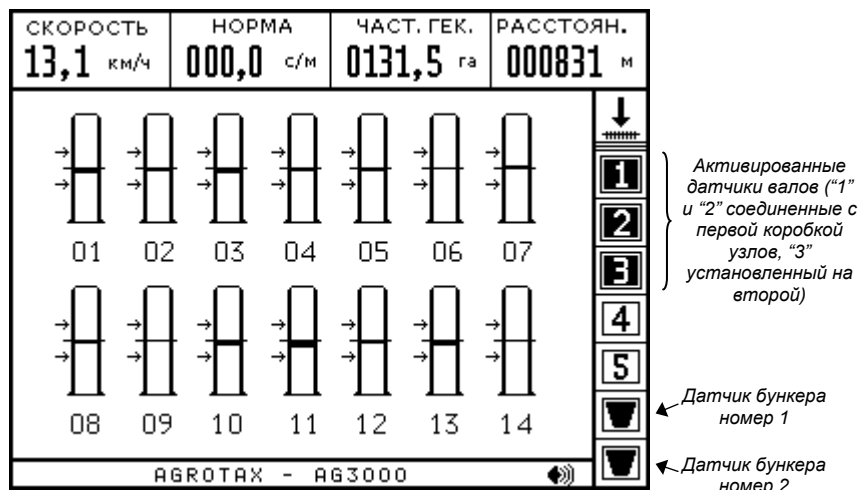 СКОРОСТЬ
13,1 км/ч
НОРМА
000,0 с/м
ЧАСТ. ГЕК.
0131,5 га
РАССТОЯН.
000831 м
01 02 03 04 05 06 07
08 09 10 11 12 13 14
1
2
3
4
5
AGROTAX - AG3000
Активированные
датчики валов (“1”
и “2” соединенные с
первой коробкой
узлов, “3”
установленный на
второй)
Датчик бункера
номер 1
Датчик бункера
номер 2